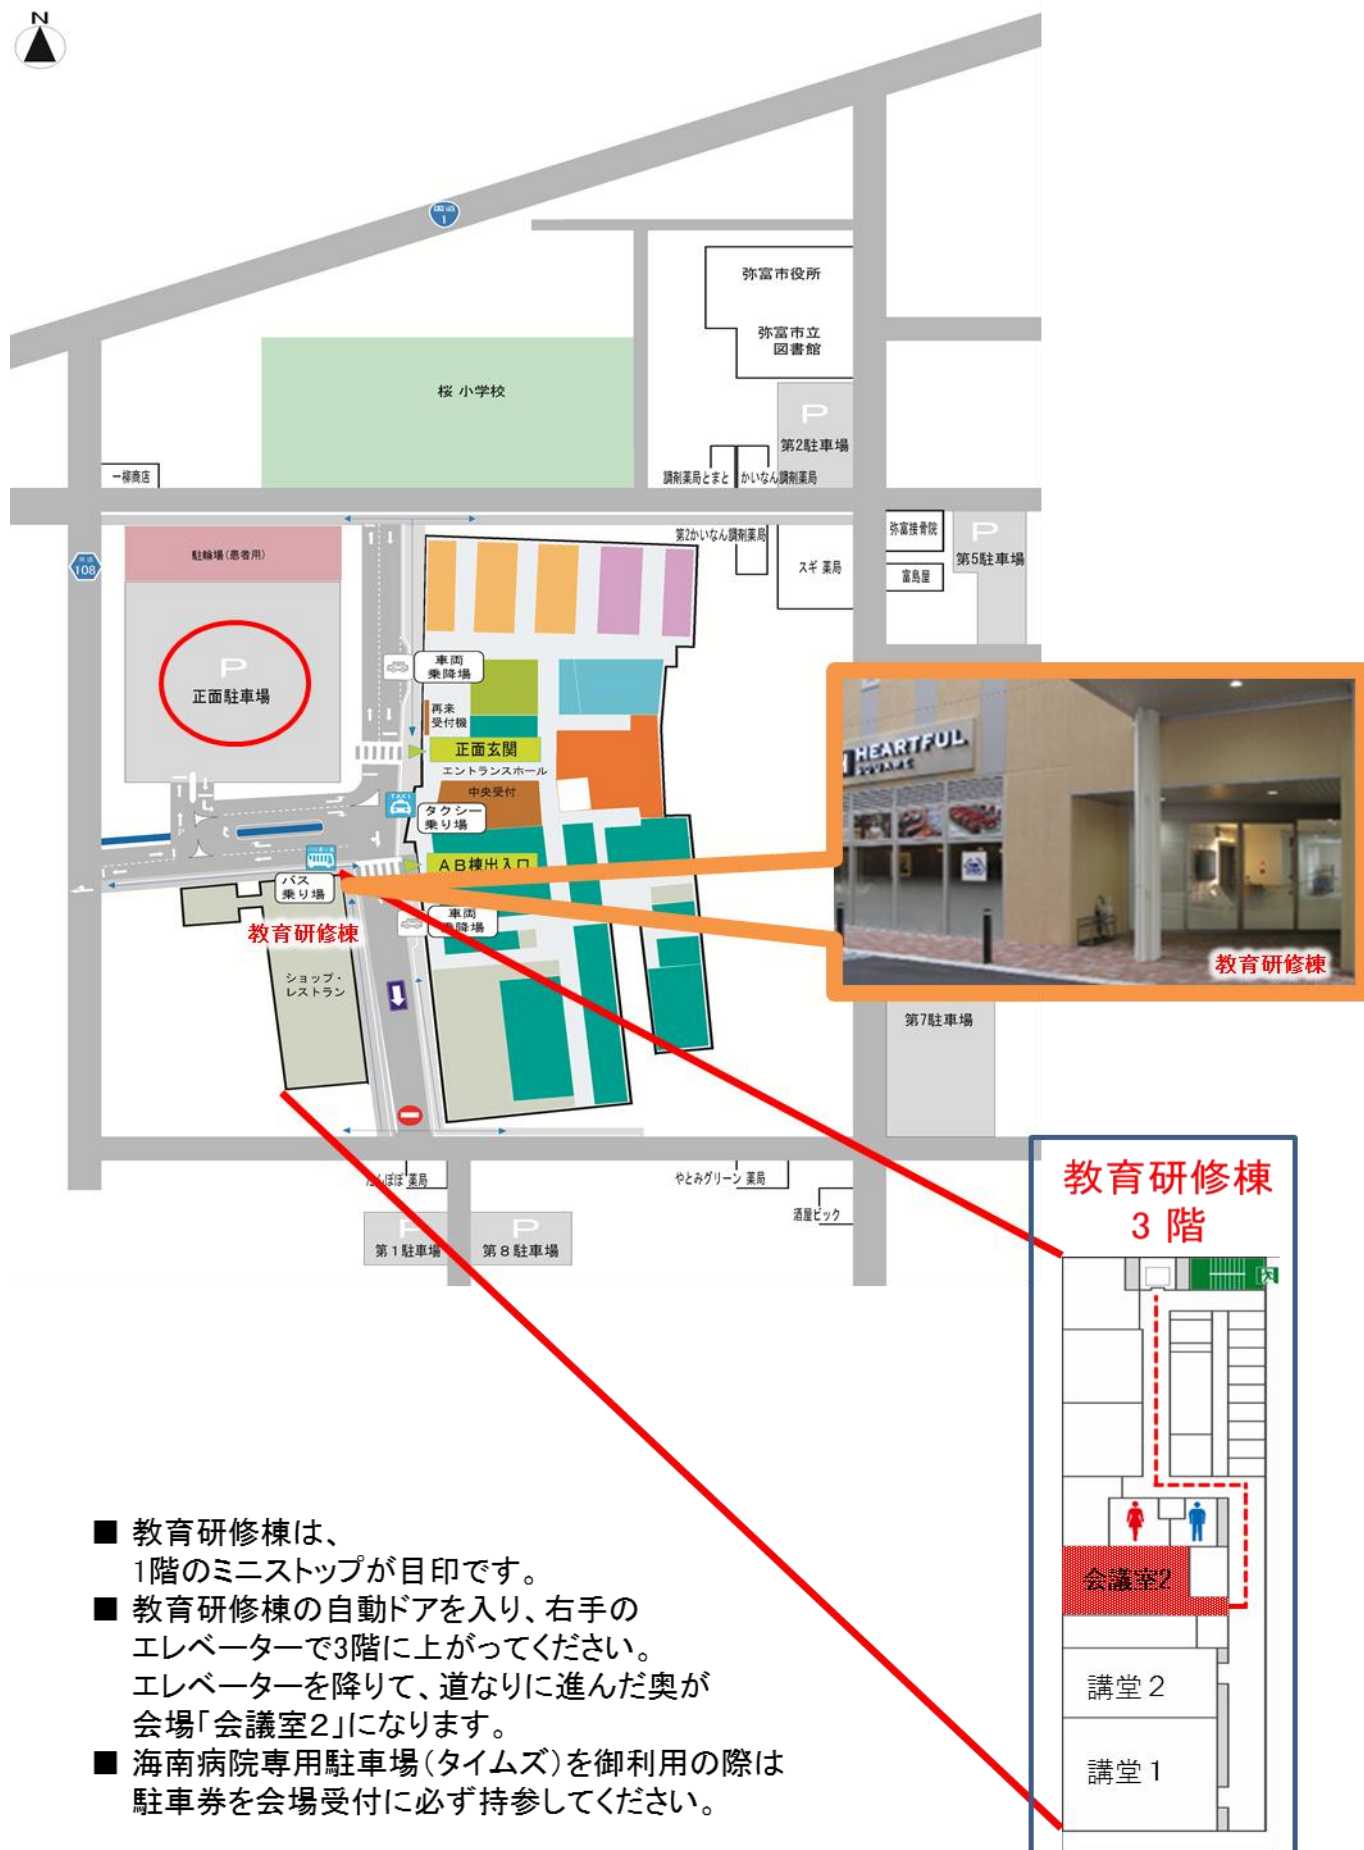 N
国道
1
弥富市役所
弥富市立
図書館
桜 小学校
P
第2駐車場
一柳商店
調剤薬局とまと
かいなん調剤薬局
県道
108
駐輪場(患者用)
第2かいなん調剤薬局
スギ 薬局
弥富接骨院
富島屋
P
第5駐車場
P
正面駐車場
車両
乗降場
再来
受付機
正面玄関
エントランスホール
中央受付
TAXI
タクシー
乗り場
AB棟出入口
バス
乗り場
車両
乗降場
教育研修棟
ショップ・
レストラン
HEARTFUL
SQUARE
教育研修棟
第7駐車場
たんぽぽ 薬局
やとみグリーン 薬局
酒屋ビック
P
第1駐車場
P
第8駐車場
教育研修棟
3 階
会議室2
講堂 2
講堂 1
■ 教育研修棟は、
1階のミニストップが目印です。
■ 教育研修棟の自動ドアを入り、右手の
エレベーターで3階に上がってください。
エレベーターを降りて、道なりに進んだ奥が
会場「会議室2」になります。
■ 海南病院専用駐車場(タイムズ)を御利用の際は
駐車券を会場受付に必ず持参してください。